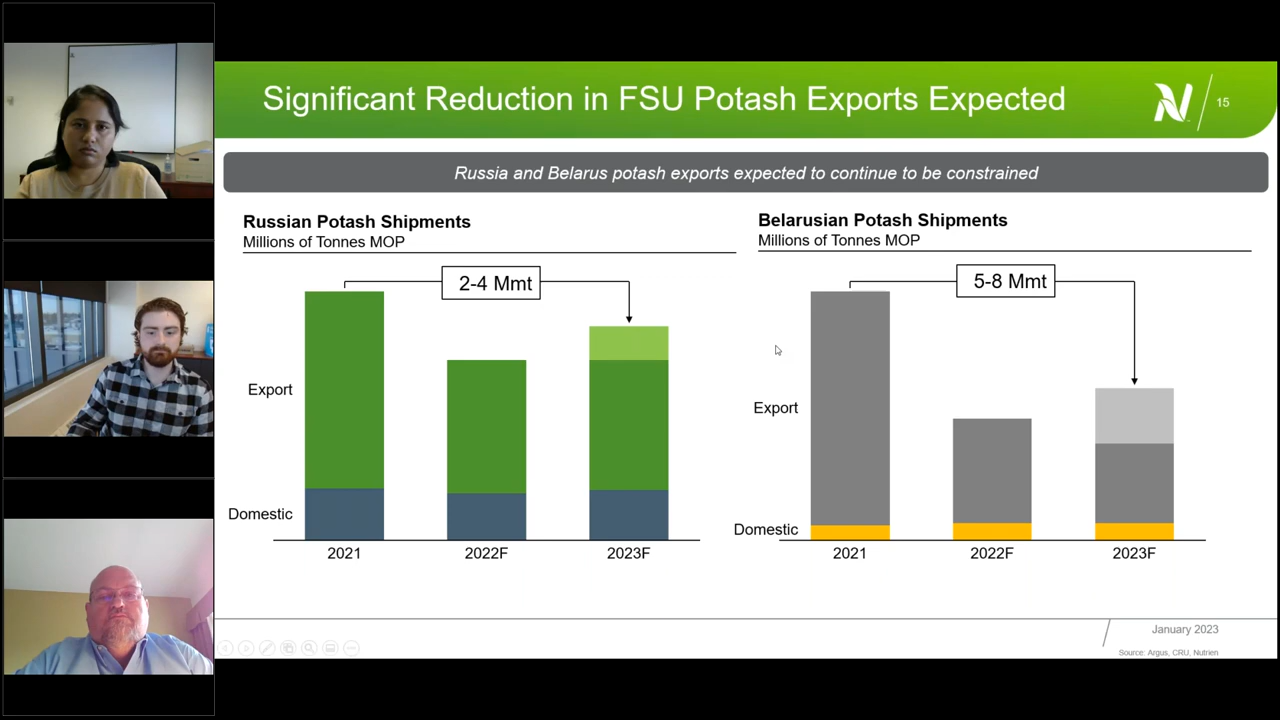 Significant Reduction in FSU Potash Exports Expected
15
Russia and Belarus potash exports expected to continue to be constrained
Russian Potash Shipments
Millions of Tonnes MOP
2-4 Mmt
Export
Domestic
2021
2022F
2023F
Belarusian Potash Shipments
Millions of Tonnes MOP
5-8 Mmt
Export
Domestic
2021
2022F
2023F
January 2023
Source: Argus, CRU, Nutrien